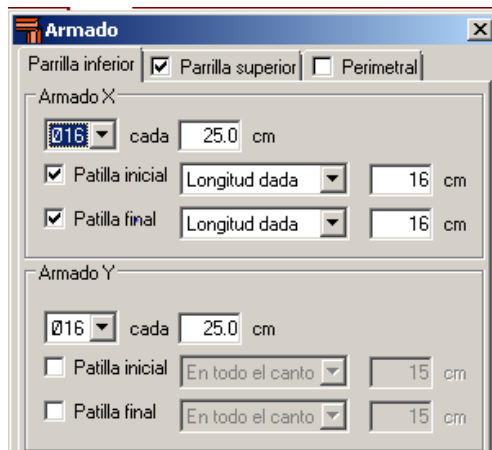 Armado
Parrilla inferior Parrilla superior Perimetral
Armado X
Ø16 cada 25.0 cm
Patilla inicial Longitud dada 16 cm
Patilla final Longitud dada 16 cm
Armado Y
Ø16 cada 25.0 cm
Patilla inicial En todo el canto 15 cm
Patilla final En todo el canto 15 cm